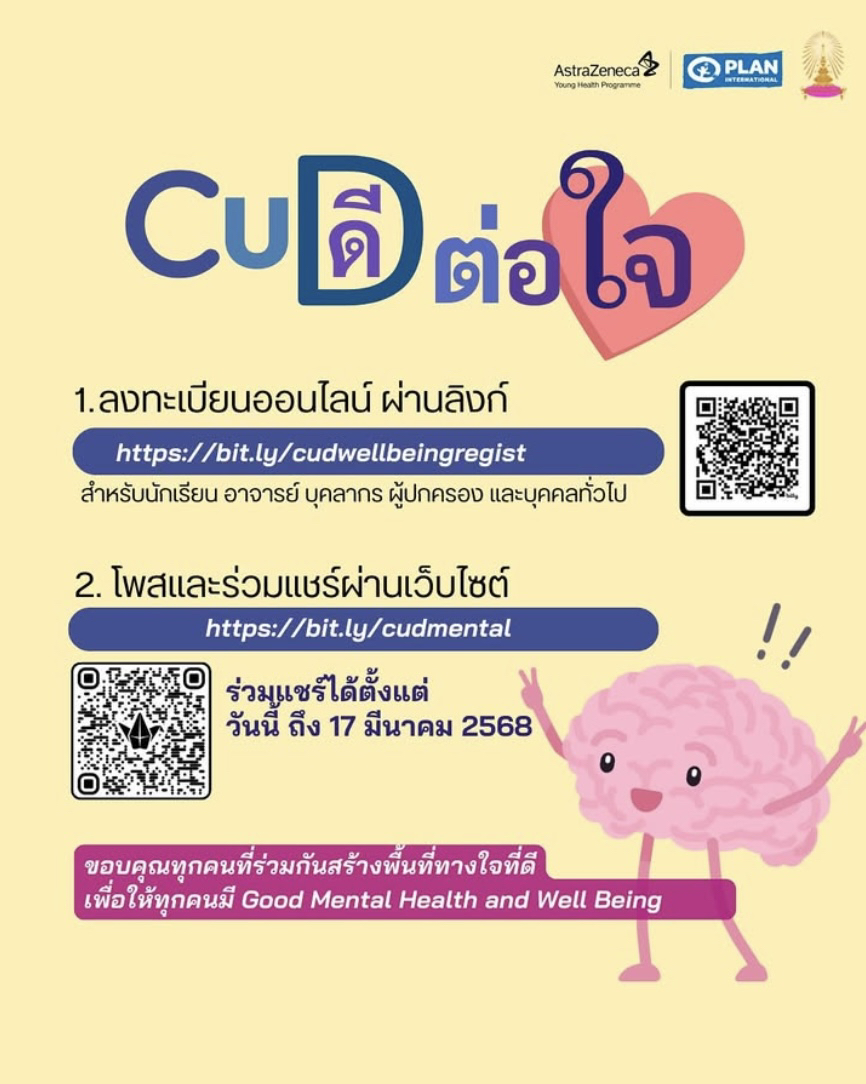 AstraZeneca
Young Health Programme
PLAN
INTERNATIONAL
CuDดีต่อใจ
1.ลงทะเบียนออนไลน์ ผ่านลิงก์
https://bit.ly/cudwellbeingregist
สำหรับนักเรียน อาจารย์ บุคลากร ผู้ปกครอง และบุคคลทั่วไป
2. โพสและร่วมแชร์ผ่านเว็บไซต์
https://bit.ly/cudmental
ร่วมแชร์ได้ตั้งแต่
วันนี้ ถึง 17 มีนาคม 2568
!!
ขอบคุณทุกคนที่ร่วมกันสร้างพื้นที่ทางใจที่ดี
เพื่อให้ทุกคนมี Good Mental Health and Well Being